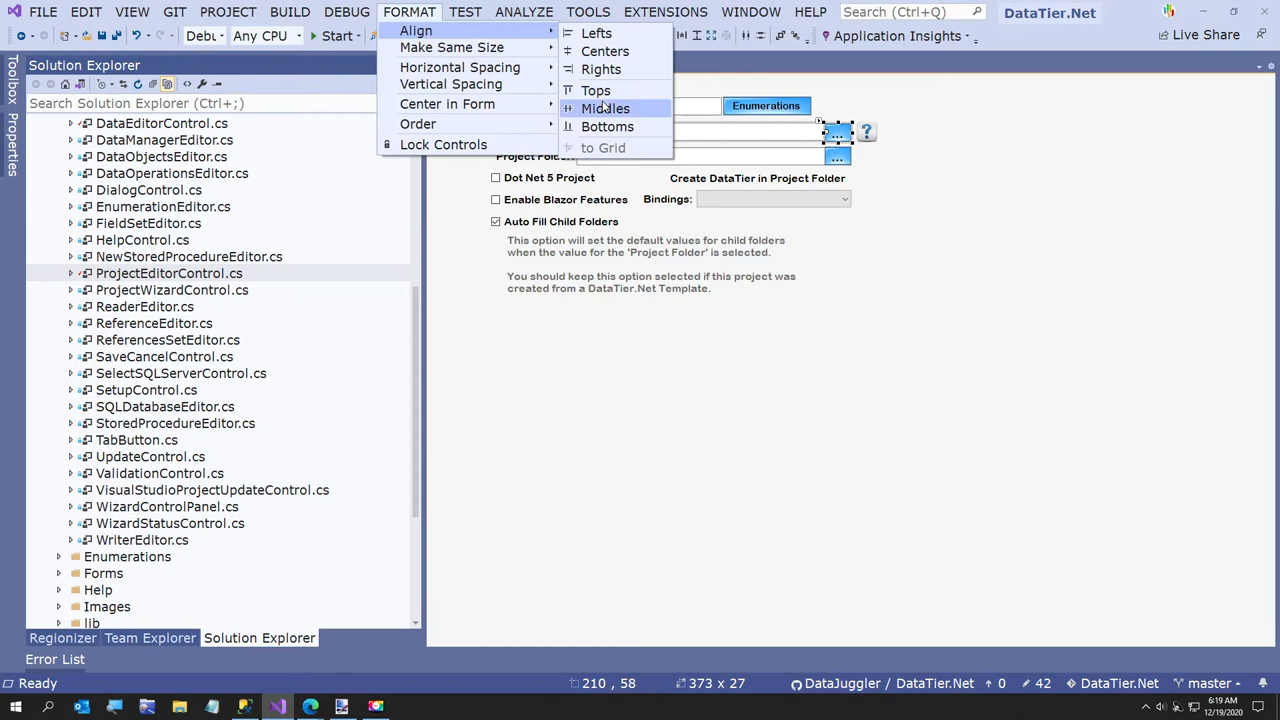 FILE EDIT VIEW GIT PROJECT BUILD DEBUG FORMAT TEST ANALYZE TOOLS EXTENSIONS WINDOW HELP Search (Ctrl+Q) DataTier.Net
Debu Any CPU Start Application Insights Live Share
Align
Make Same Size
Horizontal Spacing
Vertical Spacing
Center in Form
Order
Lock Controls
Lefts
Centers
Rights
Tops
Middles
Bottoms
to Grid
Toolbox
Properties
Solution Explorer
Search Solution Explorer (Ctrl+;)
DataEditorControl.cs
DataManagerEditor.cs
DataObjectsEditor.cs
DataOperationsEditor.cs
DialogControl.cs
EnumerationEditor.cs
FieldSetEditor.cs
HelpControl.cs
NewStoredProcedureEditor.cs
ProjectEditorControl.cs
ProjectWizardControl.cs
ReaderEditor.cs
ReferenceEditor.cs
ReferencesSetEditor.cs
SaveCancelControl.cs
SelectSQLServerControl.cs
SetupControl.cs
SQLDatabaseEditor.cs
StoredProcedureEditor.cs
TabButton.cs
UpdateControl.cs
ValidationControl.cs
VisualStudioProjectUpdateControl.cs
WizardControlPanel.cs
WizardStatusControl.cs
WriterEditor.cs
Enumerations
Forms
Help
Images
lib
Regionizer Team Explorer Solution Explorer
Enumerations
... ?
Project Folder: ...
Dot Net 5 Project Create DataTier in Project Folder
Enable Blazor Features Bindings:
Auto Fill Child Folders
This option will set the default values for child folders
when the value for the 'Project Folder' is selected.
You should keep this option selected if this project was
created from a DataTier.Net Template.
Error List
Ready 210 , 58 373 x 27 DataJuggler / DataTier.Net 0 42 DataTier.Net master
6:19 AM
12/19/2020